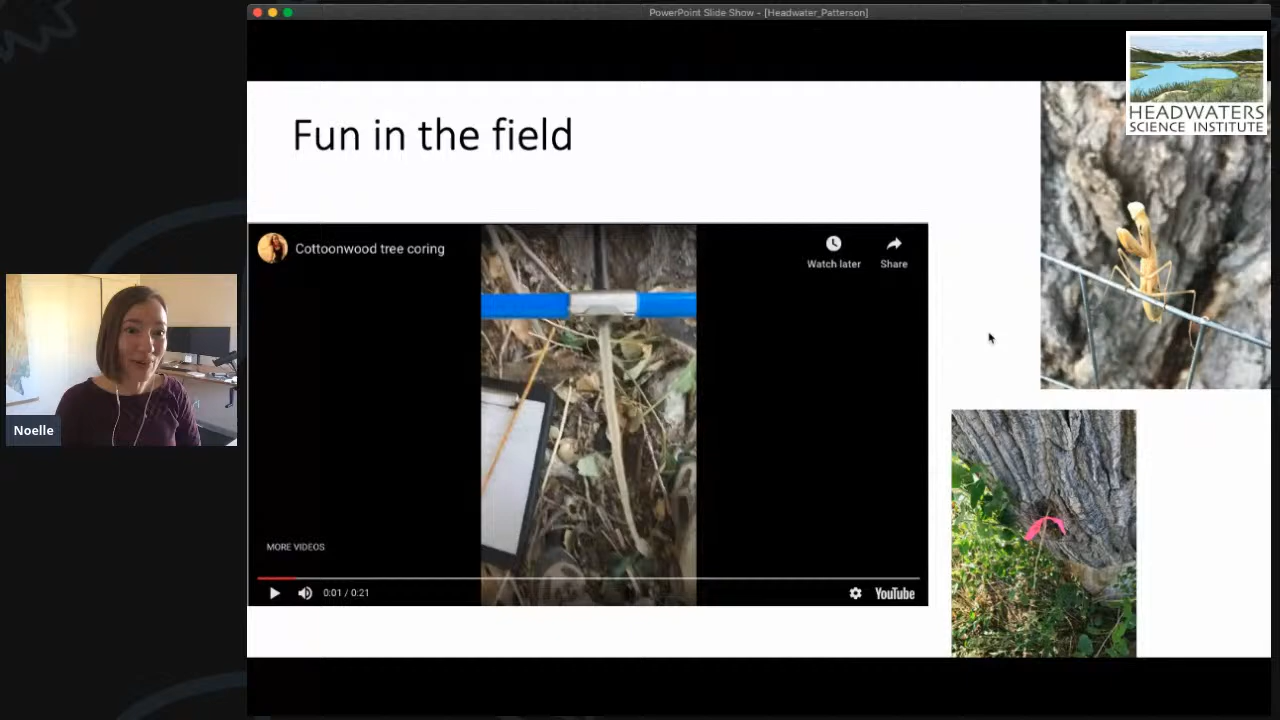 PowerPoint Slide Show - [Headwater_Patterson]
HEADWATERS
SCIENCE INSTITUTE
Fun in the field
Cottoonwood tree coring
Watch later
Share
Noelle
MORE VIDEOS
0:01 / 0:21
YouTube